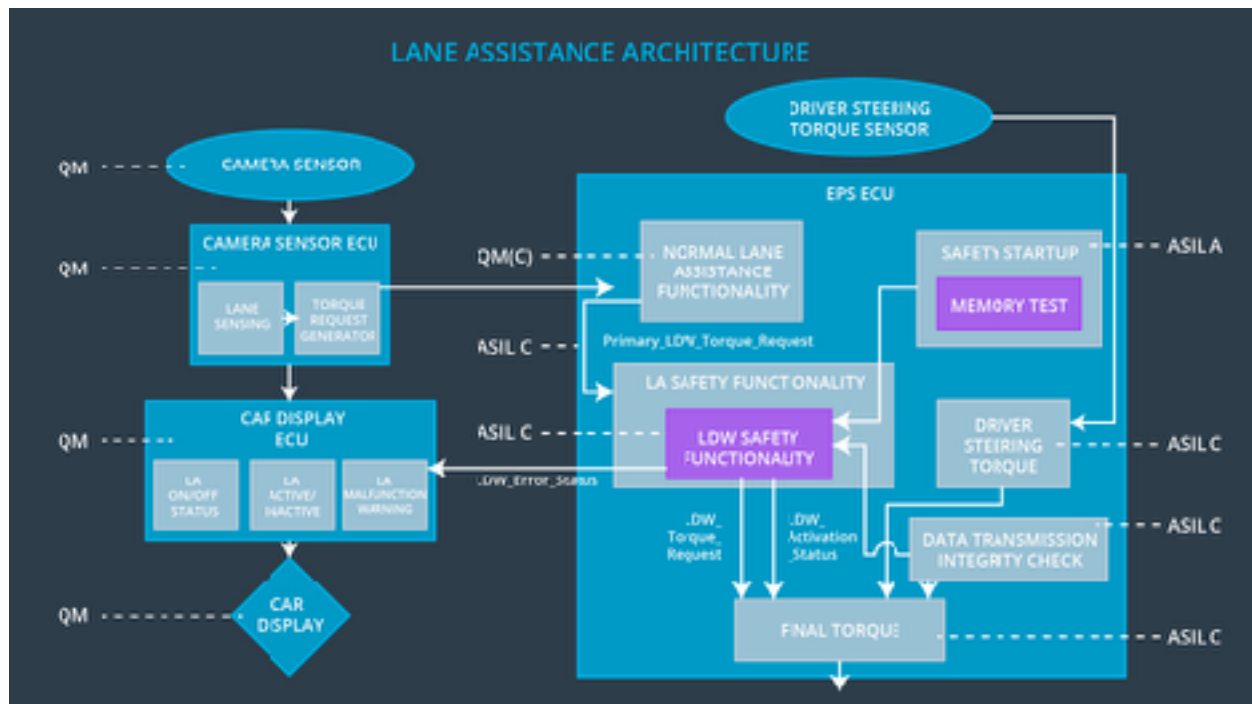 LANE ASSISTANCE ARCHITECTURE
DRIVER STEERING
TORQUE SENSOR
QM
CAMERA SENSOR
EPS ECU
CAMERA SENSOR ECU
QM
LANE
SENSING
TORQUE
REQUEST
GENERATOR
QM(C)
NORMAL LANE
ASSISTANCE
FUNCTIONALITY
SAFETY STARTUP
MEMORY TEST
ASIL A
ASIL C
Primary_LDW_Torque_Request
LA SAFETY FUNCTIONALITY
ASIL C
LDW SAFETY
FUNCTIONALITY
DRIVER
STEERING
TORQUE
ASIL C
CAR DISPLAY
ECU
QM
LA
ON/OFF
STATUS
LA
ACTIVE/
INACTIVE
LA
MALFUNCTION
WARNING
LDW_Error_Status
LDW_
Torque_
Request
LDW_
Activation
_Status
DATA TRANSMISSION
INTEGRITY CHECK
ASIL C
QM
CAR
DISPLAY
FINAL TORQUE
ASIL C